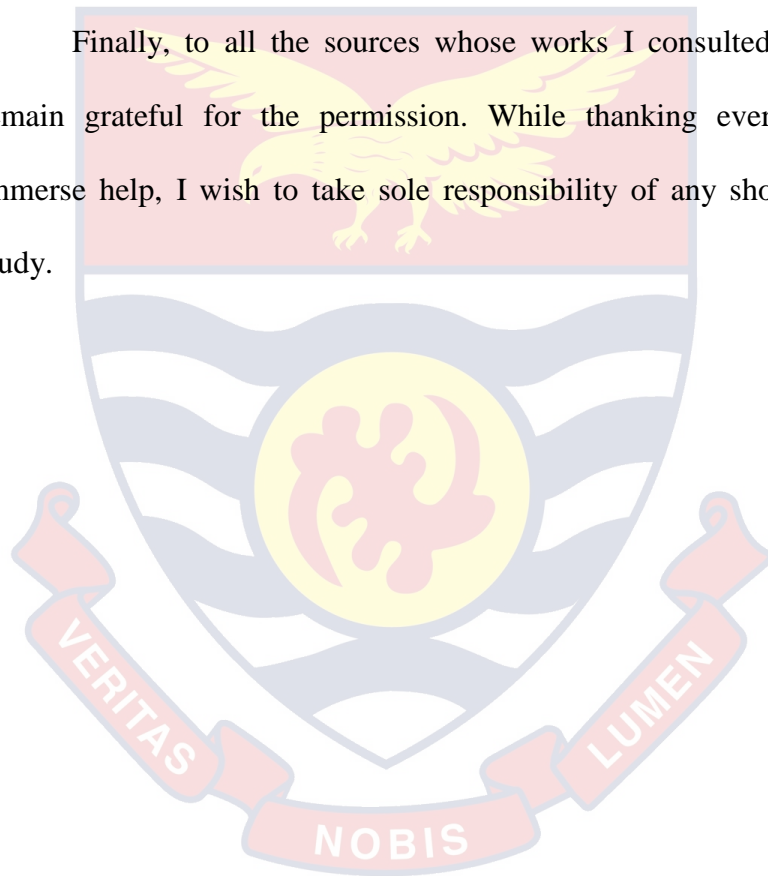 Finally, to all the sources whose works I consulted
main grateful for the permission. While thanking ever
merse help, I wish to take sole responsibility of any sho
udy.
VERITAS
NOBIS
LUMEN